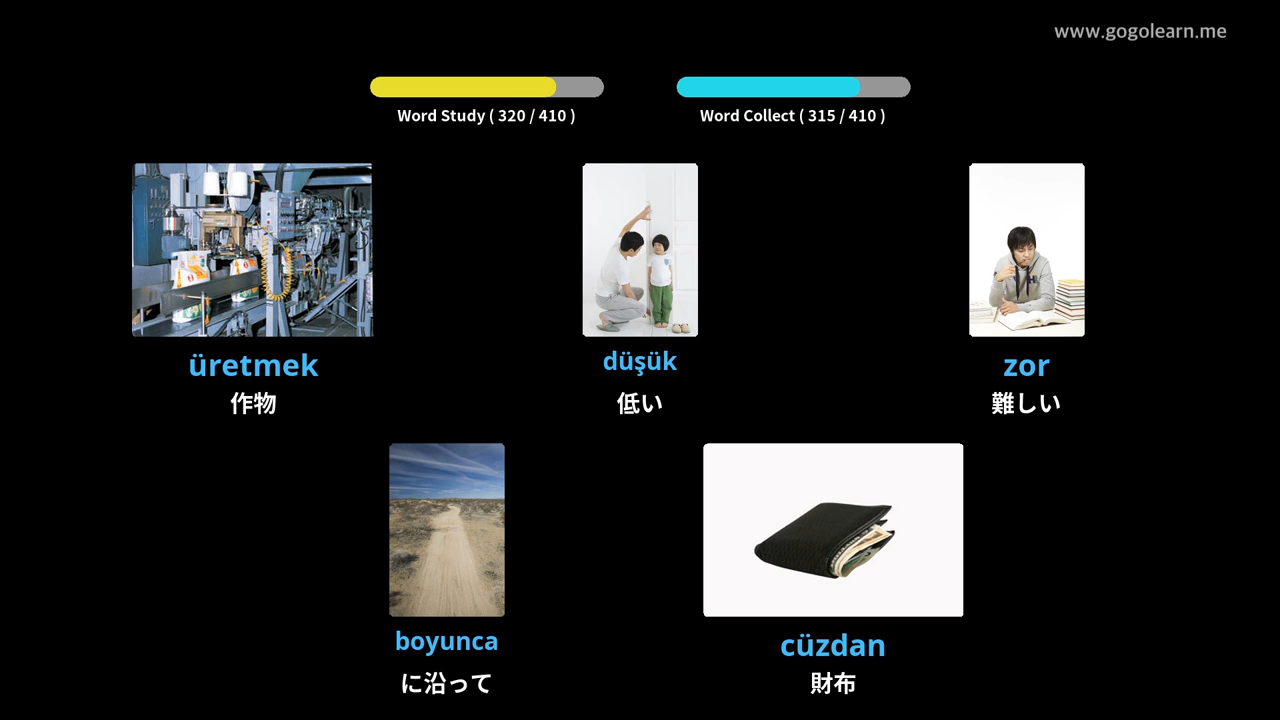 www.gogolearn.me
Word Study ( 320 / 410 )
Word Collect ( 315 / 410 )
üretmek
作物
düşük
低い
zor
難しい
boyunca
に沿って
cüzdan
財布